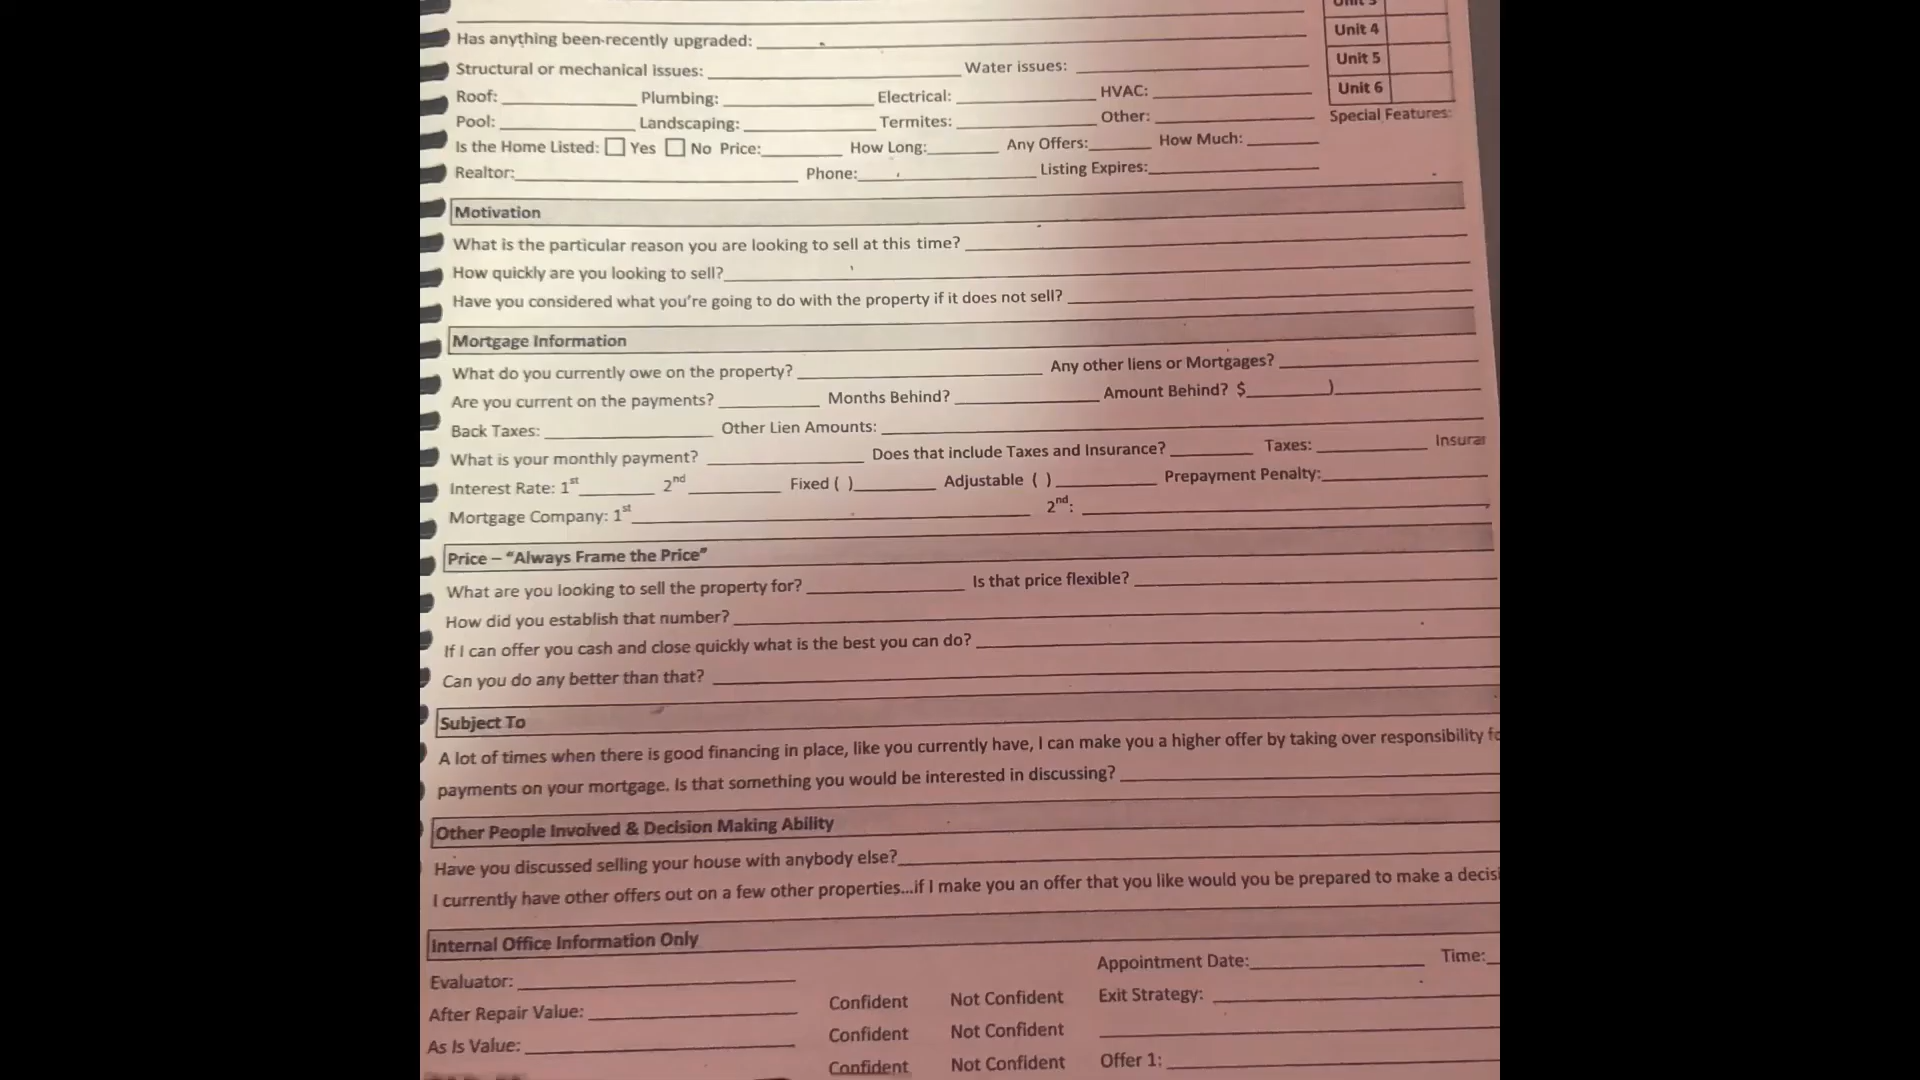 Unit 3
Has anything been recently upgraded: Unit 4
Structural or mechanical issues: Water issues: Unit 5
Roof: Plumbing: Electrical: HVAC: Unit 6
Pool: Landscaping: Termites: Other: Special Features:
Is the Home Listed: Yes No Price: How Long: Any Offers: How Much:
Realtor: Phone: Listing Expires:
Motivation
What is the particular reason you are looking to sell at this time?
How quickly are you looking to sell?
Have you considered what you're going to do with the property if it does not sell?
Mortgage Information
What do you currently owe on the property? Any other liens or Mortgages?
Are you current on the payments? Months Behind? Amount Behind? $ )
Back Taxes: Other Lien Amounts:
What is your monthly payment? Does that include Taxes and Insurance? Taxes: Insurar
Interest Rate: 1st 2nd Fixed ( ) Adjustable ( ) Prepayment Penalty:
Mortgage Company: 1st 2nd:
Price – "Always Frame the Price"
What are you looking to sell the property for? Is that price flexible?
How did you establish that number?
If I can offer you cash and close quickly what is the best you can do?
Can you do any better than that?
Subject To
A lot of times when there is good financing in place, like you currently have, I can make you a higher offer by taking over responsibility fo
payments on your mortgage. Is that something you would be interested in discussing?
Other People Involved & Decision Making Ability
Have you discussed selling your house with anybody else?
I currently have other offers out on a few other properties...if I make you an offer that you like would you be prepared to make a decisi
Internal Office Information Only
Evaluator: Appointment Date: Time:
After Repair Value: Confident Not Confident Exit Strategy:
As Is Value: Confident Not Confident
Confident Not Confident Offer 1: